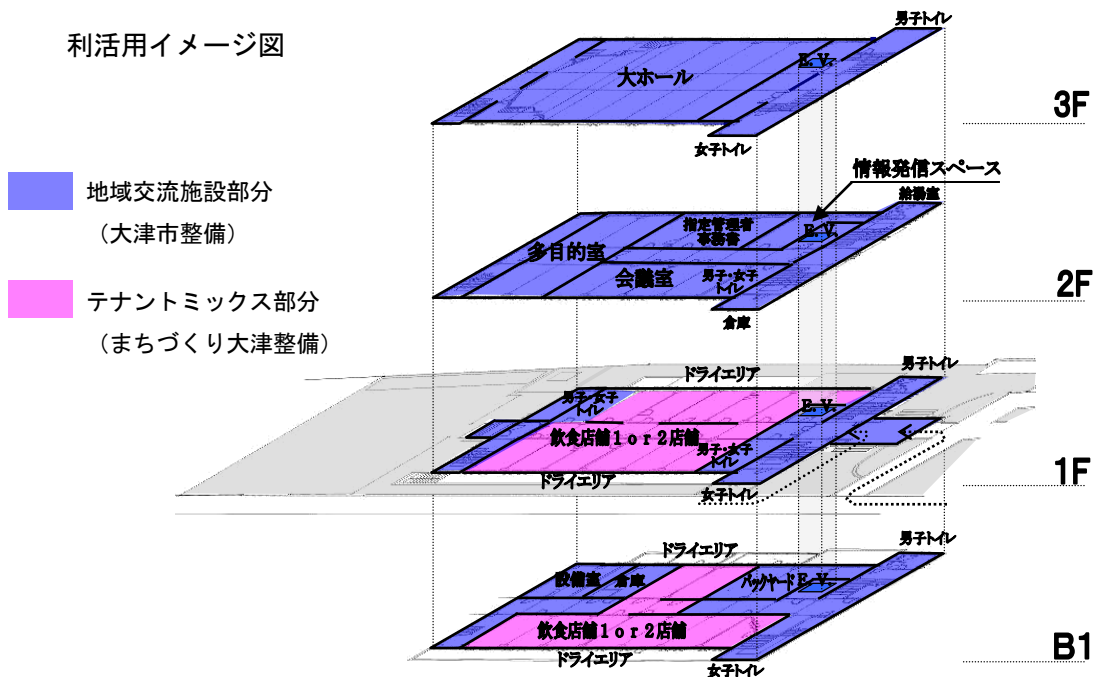 利活用イメージ図
地域交流施設部分
（大津市整備）
テナントミックス部分
（まちづくり大津整備）
男子トイレ
E.V.
大ホール
女子トイレ
3F
情報発信スペース
給湯室
指定管理者
事務書
E.V.
多目的室
会議室
男子・女子
トイレ
倉庫
2F
ドライエリア
男子トイレ
男子・女子
トイレ
E.V.
飲食店舗1or2店舗
男子・女子
トイレ
ドライエリア
女子トイレ
1F
ドライエリア
男子トイレ
設備室
倉庫
バックヤード
E.V.
飲食店舗1or2店舗
ドライエリア
女子トイレ
B1